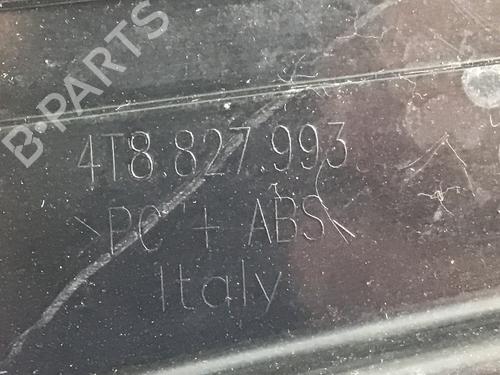 B-PARTS
4T8.827.993
>PC + ABS<
Italy